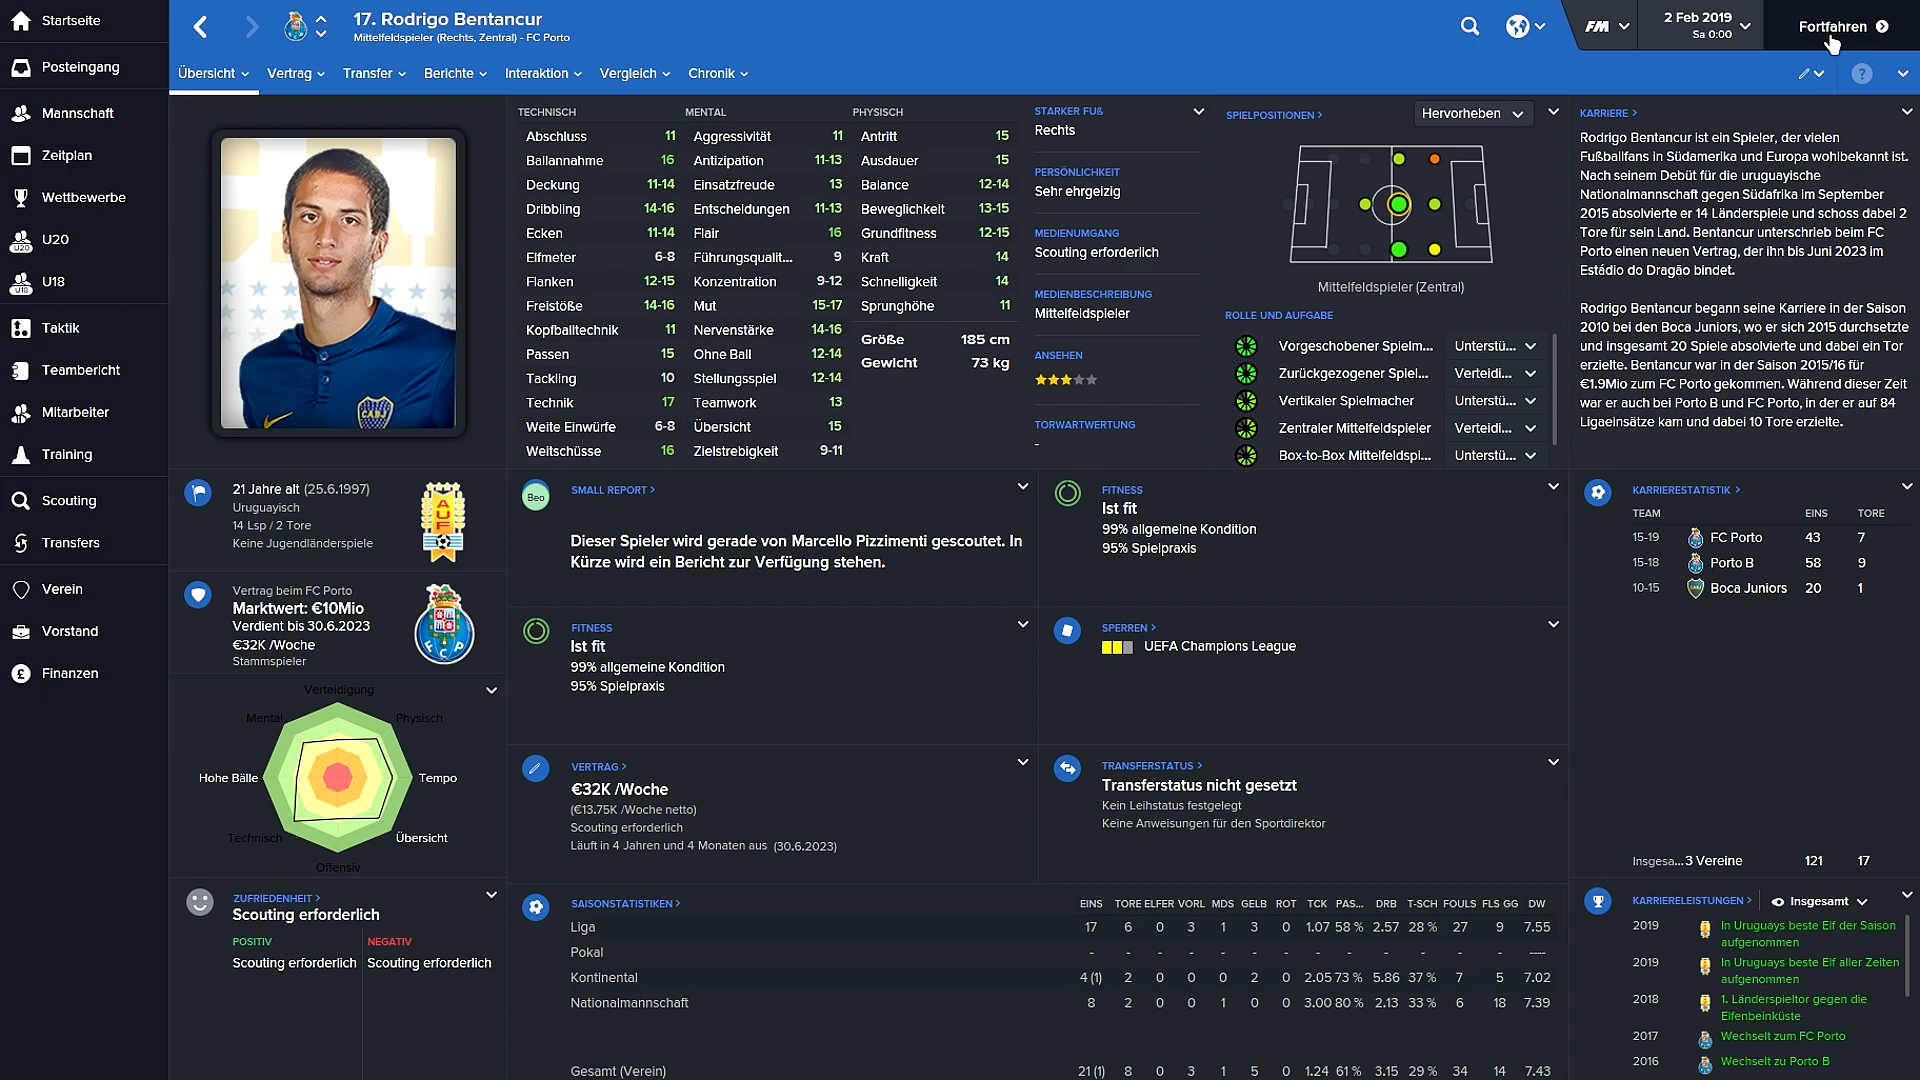 Startseite
Posteingang
Mannschaft
Zeitplan
Wettbewerbe
U20
U18
Taktik
Teambericht
Mitarbeiter
Training
Scouting
Transfers
Verein
Vorstand
Finanzen
17. Rodrigo Bentancur
Mittelfeldspieler (Rechts, Zentral) - FC Porto
FM
2 Feb 2019
Sa 0:00
Fortfahren
Übersicht Vertrag Transfer Berichte Interaktion Vergleich Chronik
?
TECHNISCH
Abschluss 11
Ballannahme 16
Deckung 11-14
Dribbling 14-16
Ecken 11-14
Elfmeter 6-8
Flanken 12-15
Freistöße 14-16
Kopfballtechnik 11
Passen 15
Tackling 10
Technik 17
Weite Einwürfe 6-8
Weitschüsse 16
MENTAL
Aggressivität 11
Antizipation 11-13
Einsatzfreude 13
Entscheidungen 11-13
Flair 16
Führungsqualit... 9
Konzentration 9-12
Mut 15-17
Nervenstärke 14-16
Ohne Ball 12-14
Stellungsspiel 12-14
Teamwork 13
Übersicht 15
Zielstrebigkeit 9-11
PHYSISCH
Antritt 15
Ausdauer 15
Balance 12-14
Beweglichkeit 13-15
Grundfitness 12-15
Kraft 14
Schnelligkeit 14
Sprunghöhe 11
Größe 185 cm
Gewicht 73 kg
STARKER FUß
Rechts
PERSÖNLICHKEIT
Sehr ehrgeizig
MEDIENUMGANG
Scouting erforderlich
MEDIENBESCHREIBUNG
Mittelfeldspieler
ANSEHEN
TORWARTWERTUNG
-
SPIELPOSITIONEN >
Hervorheben
Mittelfeldspieler (Zentral)
ROLLE UND AUFGABE
Vorgeschobener Spielm... Unterstü...
Zurückgezogener Spiel... Verteidi...
Vertikaler Spielmacher Unterstü...
Zentraler Mittelfeldspieler Verteidi...
Box-to-Box Mittelfeldspi... Unterstü...
KARRIERE >
Rodrigo Bentancur ist ein Spieler, der vielen
Fußballfans in Südamerika und Europa wohlbekannt ist.
Nach seinem Debüt für die uruguayische
Nationalmannschaft gegen Südafrika im September
2015 absolvierte er 14 Länderspiele und schoss dabei 2
Tore für sein Land. Bentancur unterschrieb beim FC
Porto einen neuen Vertrag, der ihn bis Juni 2023 im
Estádio do Dragão bindet.
Rodrigo Bentancur begann seine Karriere in der Saison
2010 bei den Boca Juniors, wo er sich 2015 durchsetzte
und insgesamt 20 Spiele absolvierte und dabei ein Tor
erzielte. Bentancur war in der Saison 2015/16 für
€1.9Mio zum FC Porto gekommen. Während dieser Zeit
war er auch bei Porto B und FC Porto, in der er auf 84
Ligaeinsätze kam und dabei 10 Tore erzielte.
21 Jahre alt (25.6.1997)
Uruguayisch
14 Lsp / 2 Tore
Keine Jugendländerspiele
AUF
Vertrag beim FC Porto
Marktwert: €10Mio
Verdient bis 30.6.2023
€32K /Woche
Stammspieler
Verteidigung
Mental
Physisch
Hohe Bälle
Tempo
Technisch
Übersicht
Offensiv
ZUFRIEDENHEIT >
Scouting erforderlich
POSITIV NEGATIV
Scouting erforderlich Scouting erforderlich
Beo
SMALL REPORT >
Dieser Spieler wird gerade von Marcello Pizzimenti gescoutet. In
Kürze wird ein Bericht zur Verfügung stehen.
FITNESS
Ist fit
99% allgemeine Kondition
95% Spielpraxis
FITNESS
Ist fit
99% allgemeine Kondition
95% Spielpraxis
SPERREN >
UEFA Champions League
VERTRAG >
€32K /Woche
(€13.75K /Woche netto)
Scouting erforderlich
Läuft in 4 Jahren und 4 Monaten aus (30.6.2023)
TRANSFERSTATUS >
Transferstatus nicht gesetzt
Kein Leihstatus festgelegt
Keine Anweisungen für den Sportdirektor
SAISONSTATISTIKEN > EINS TORE ELFER VORL MDS GELB ROT TCK PAS... DRB T-SCH FOULS FLS GG DW
Liga 17 6 0 3 1 3 0 1.07 58 % 2.57 28 % 27 9 7.55
Pokal - - - - - - - - - - - - - ----
Kontinental 4 (1) 2 0 0 0 2 0 2.05 73 % 5.86 37 % 7 5 7.02
Nationalmannschaft 8 2 0 0 1 0 0 3.00 80 % 2.13 33 % 6 18 7.39
Gesamt (Verein) 21 (1) 8 0 3 1 5 0 1.24 61 % 3.15 29 % 34 14 7.43
KARRIERESTATISTIK >
TEAM EINS TORE
15-19 FC Porto 43 7
15-18 Porto B 58 9
10-15 Boca Juniors 20 1
Insgesa... 3 Vereine 121 17
KARRIERELEISTUNGEN > Insgesamt
2019 In Uruguays beste Elf der Saison
aufgenommen
2019 In Uruguays beste Elf aller Zeiten
aufgenommen
2018 1. Länderspieltor gegen die
Elfenbeinküste
2017 Wechselt zum FC Porto
2016 Wechselt zu Porto B